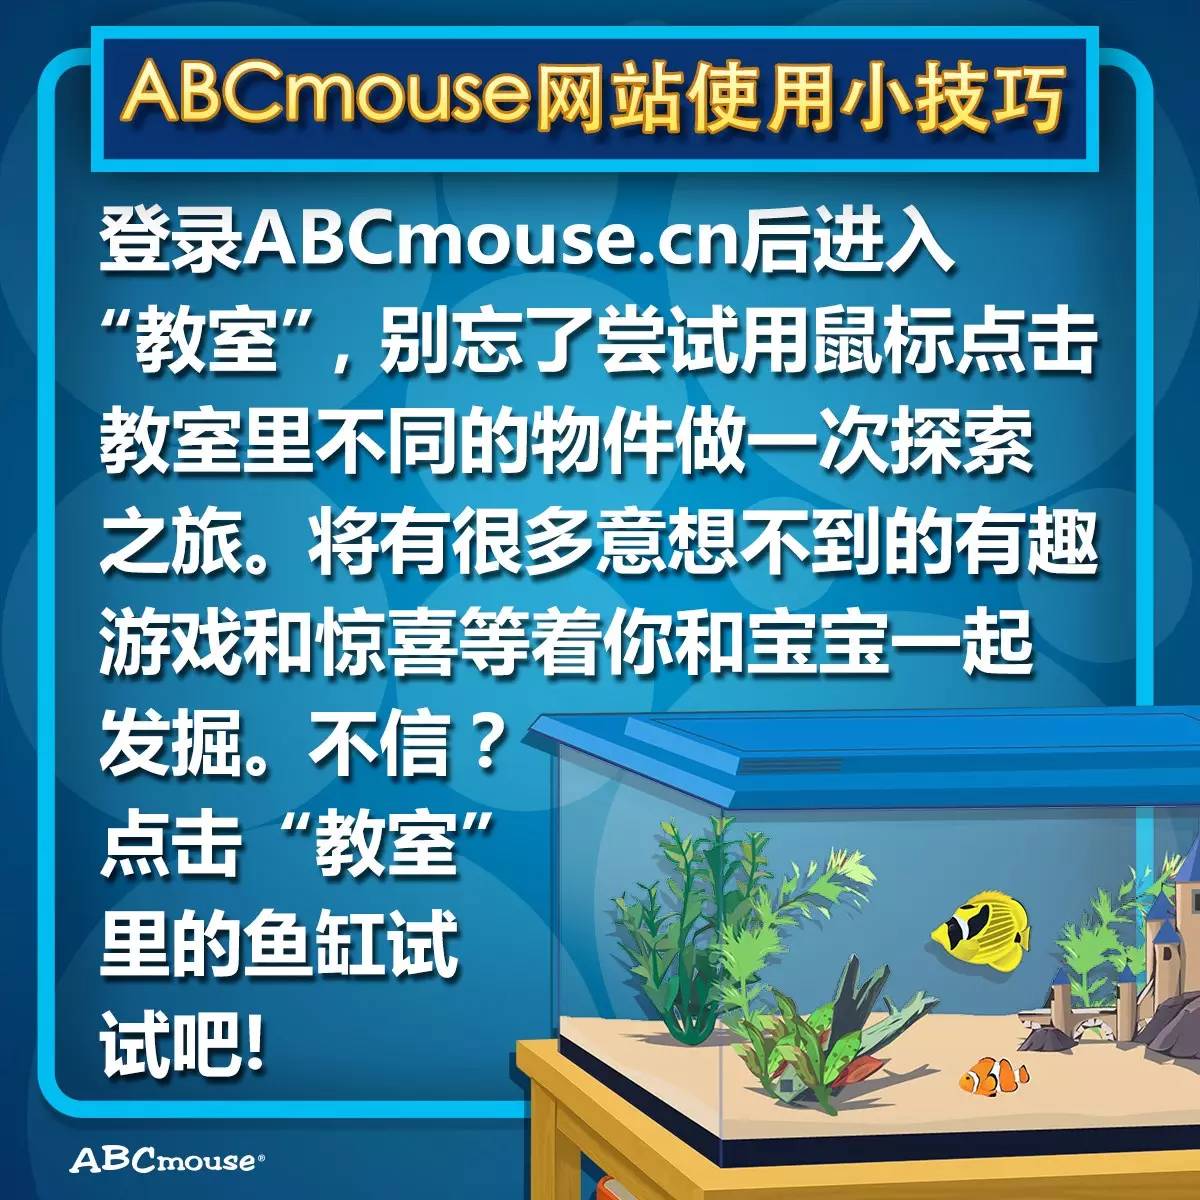 ABCmouse网站使用小技巧
登录ABCmouse.cn后进入
“教室”，别忘了尝试用鼠标点击
教室里不同的物件做一次探索
之旅。将有很多意想不到的有趣
游戏和惊喜等着你和宝宝一起
发掘。不信？
点击“教室”
里的鱼缸试
试吧!
ABCmouse®